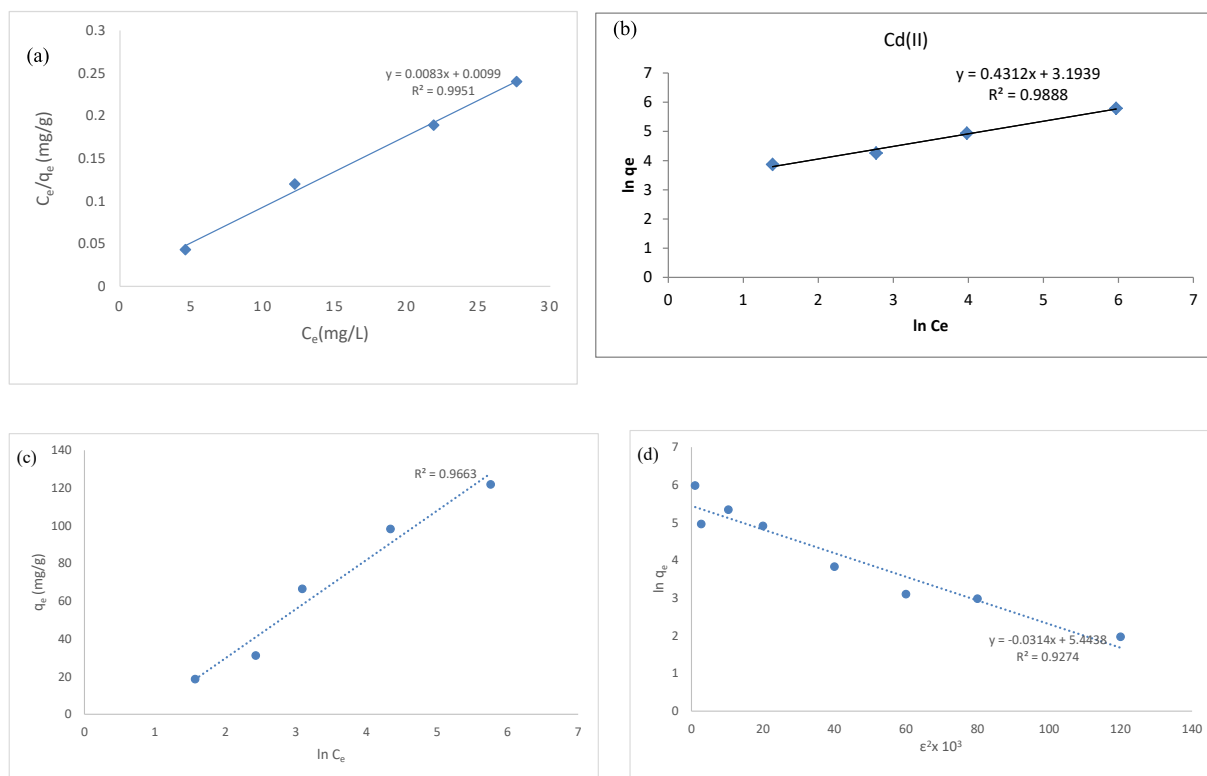 (a)
0.3
0.25
0.2
0.15
0.1
0.05
0
y = 0.0083x + 0.0099
R² = 0.9951
0 5 10 15 20 25 30
Cₑ/qₑ (mg/g)
Cₑ(mg/L)
(b)
Cd(II)
7
6
5
4
3
2
1
0
y = 0.4312x + 3.1939
R² = 0.9888
0 1 2 3 4 5 6 7
ln qe
ln Ce
(c)
140
120
100
80
60
40
20
0
R² = 0.9663
0 1 2 3 4 5 6 7
qₑ (mg/g)
ln Cₑ
(d)
7
6
5
4
3
2
1
0
y = -0.0314x + 5.4438
R² = 0.9274
0 20 40 60 80 100 120 140
ln qₑ
ε²x 10³